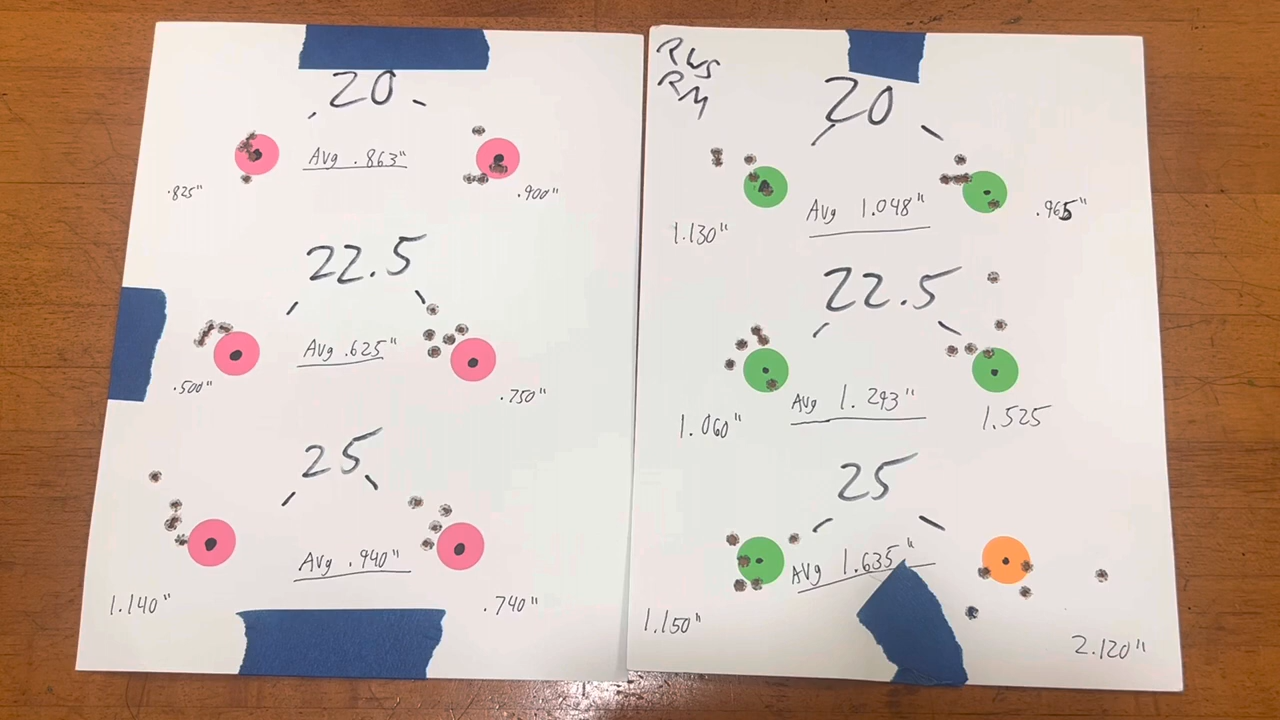 20
Avg .863"
.825"
.900"
22.5
Avg .625"
.500"
.750"
25
Avg .940"
1.140"
.740"
RWS
RM
20
Avg 1.048"
1.130"
.965"
22.5
Avg 1.293"
1.060"
1.525
25
Avg 1.635"
1.150"
2.120"